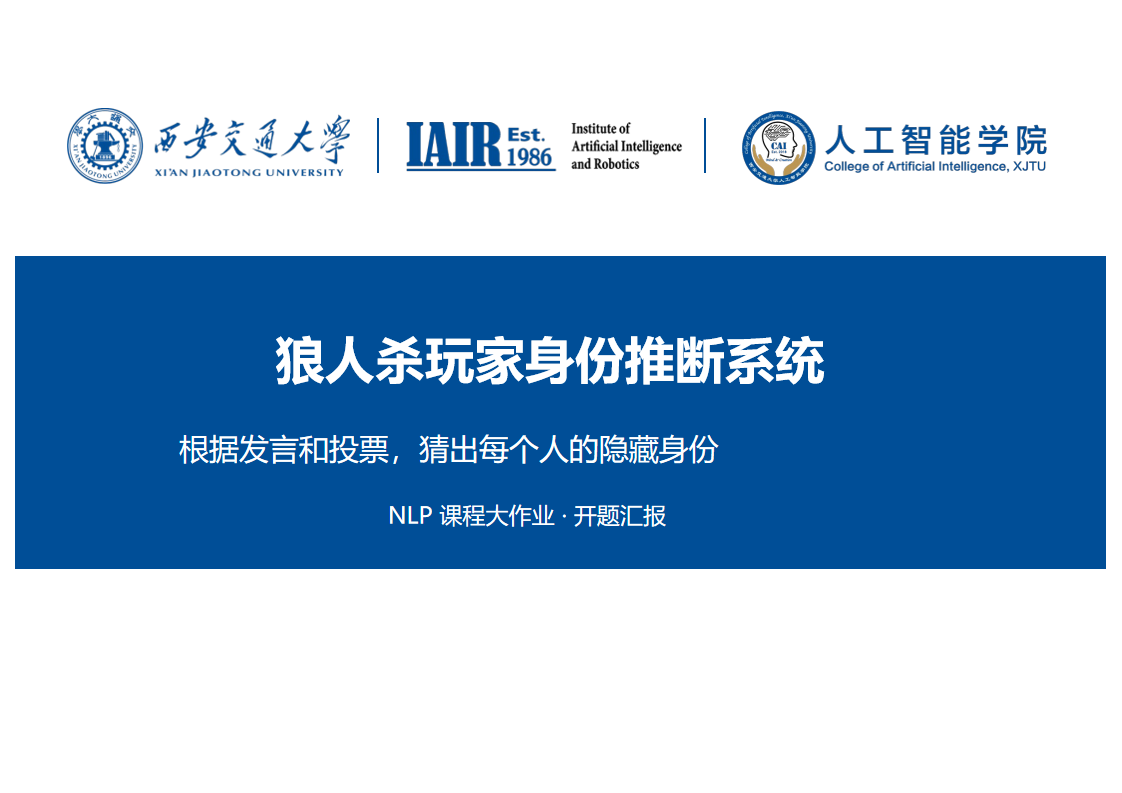 西安交通大学
XI'AN JIAOTONG UNIVERSITY
IAIR Est. 1986
Institute of
Artificial Intelligence
and Robotics
CAI
人工智能学院
College of Artificial Intelligence, XJTU
狼人杀玩家身份推断系统
根据发言和投票，猜出每个人的隐藏身份
NLP 课程大作业 · 开题汇报